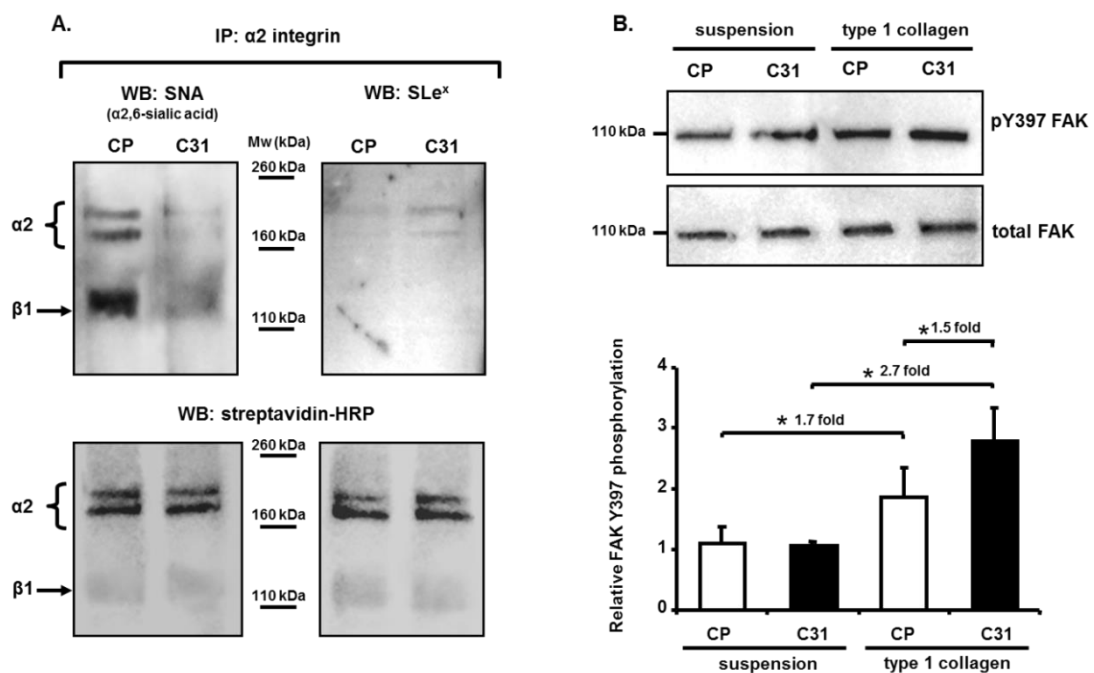 A.
IP: α2 integrin
WB: SNA
(α2,6-sialic acid)
WB: SLeˣ
CP C31
Mw (kDa)
CP C31
260 kDa
α2
160 kDa
β1
110 kDa
WB: streptavidin-HRP
260 kDa
α2
160 kDa
β1
110 kDa
B.
suspension type 1 collagen
CP C31 CP C31
110 kDa
pY397 FAK
110 kDa
total FAK
Relative FAK Y397 phosphorylation
4
3
2
1
0
* 1.5 fold
* 2.7 fold
* 1.7 fold
CP C31 CP C31
suspension type 1 collagen